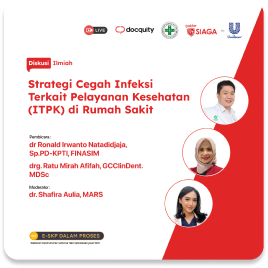 LIVE
docquity
SIAGA
Unilever
Diskusi Ilmiah
Strategi Cegah Infeksi
Terkait Pelayanan Kesehatan
(ITPK) di Rumah Sakit
Pembicara :
dr Ronald Irwanto Natadidjaja,
Sp.PD-KPTI, FINASIM
drg. Ratu Mirah Afifah, GCClinDent.
MDSc
Moderator :
dr. Shafira Aulia, MARS
E-SKP DALAM PROSES